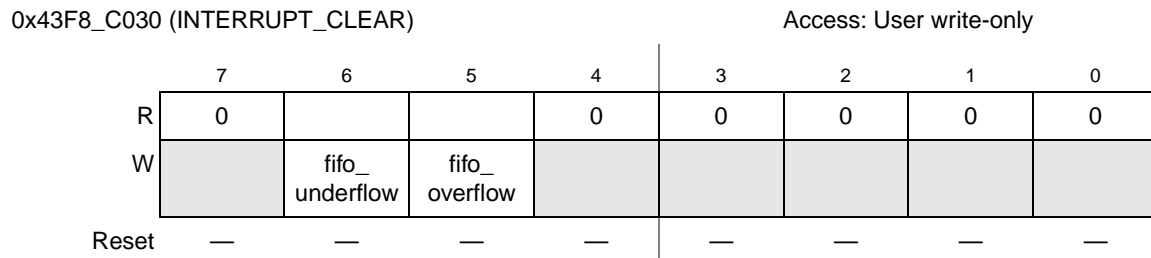 0x43F8_C030 (INTERRUPT_CLEAR) Access: User write-only
7 6 5 4 3 2 1 0
R 0 0 0 0 0 0
W fifo_ underflow fifo_ overflow
Reset — — — — — — — —